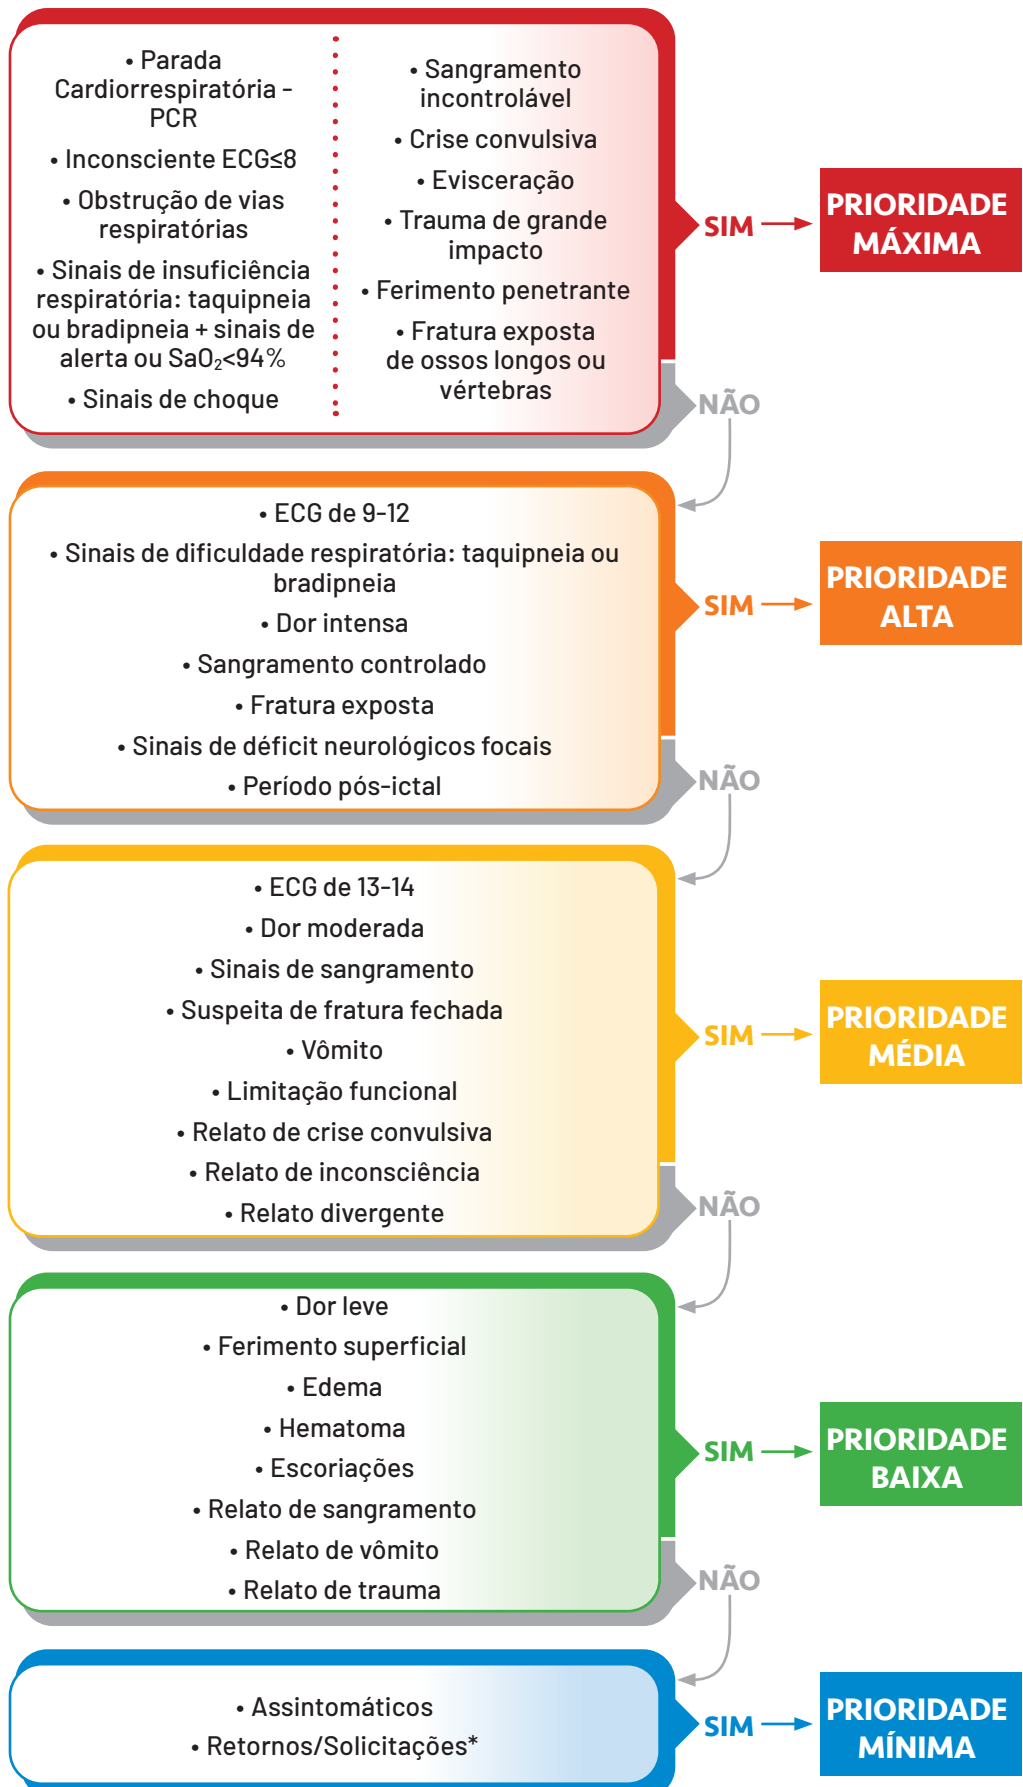 • Parada
Cardiorrespiratória -
PCR
• Inconsciente ECG≤8
• Obstrução de vias
respiratórias
• Sinais de insuficiência
respiratória: taquipneia
ou bradipneia + sinais de
alerta ou SaO₂<94%
• Sinais de choque
• Sangramento
incontrolável
• Crise convulsiva
• Evisceração
• Trauma de grande
impacto
• Ferimento penetrante
• Fratura exposta
de ossos longos ou
vértebras
SIM
PRIORIDADE
MÁXIMA
NÃO
• ECG de 9-12
• Sinais de dificuldade respiratória: taquipneia ou
bradipneia
• Dor intensa
• Sangramento controlado
• Fratura exposta
• Sinais de déficit neurológicos focais
• Período pós-ictal
SIM
PRIORIDADE
ALTA
NÃO
• ECG de 13-14
• Dor moderada
• Sinais de sangramento
• Suspeita de fratura fechada
• Vômito
• Limitação funcional
• Relato de crise convulsiva
• Relato de inconsciência
• Relato divergente
SIM
PRIORIDADE
MÉDIA
NÃO
• Dor leve
• Ferimento superficial
• Edema
• Hematoma
• Escoriações
• Relato de sangramento
• Relato de vômito
• Relato de trauma
SIM
PRIORIDADE
BAIXA
NÃO
• Assintomáticos
• Retornos/Solicitações*
SIM
PRIORIDADE
MÍNIMA